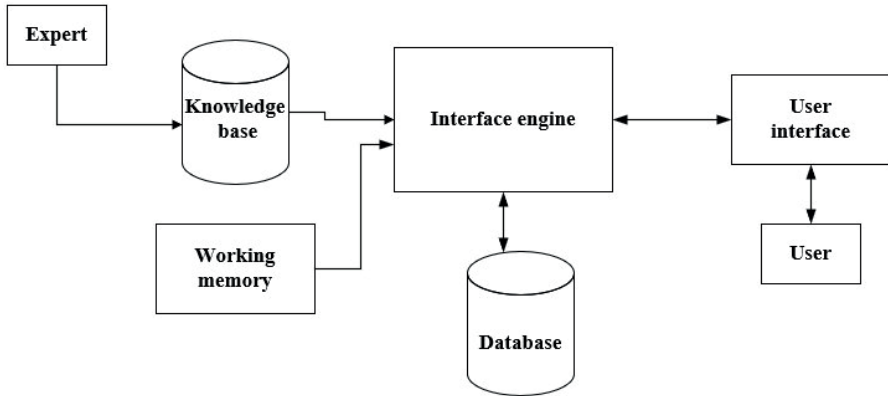 Expert
Knowledge
base
Interface engine
User
interface
Working
memory
User
Database